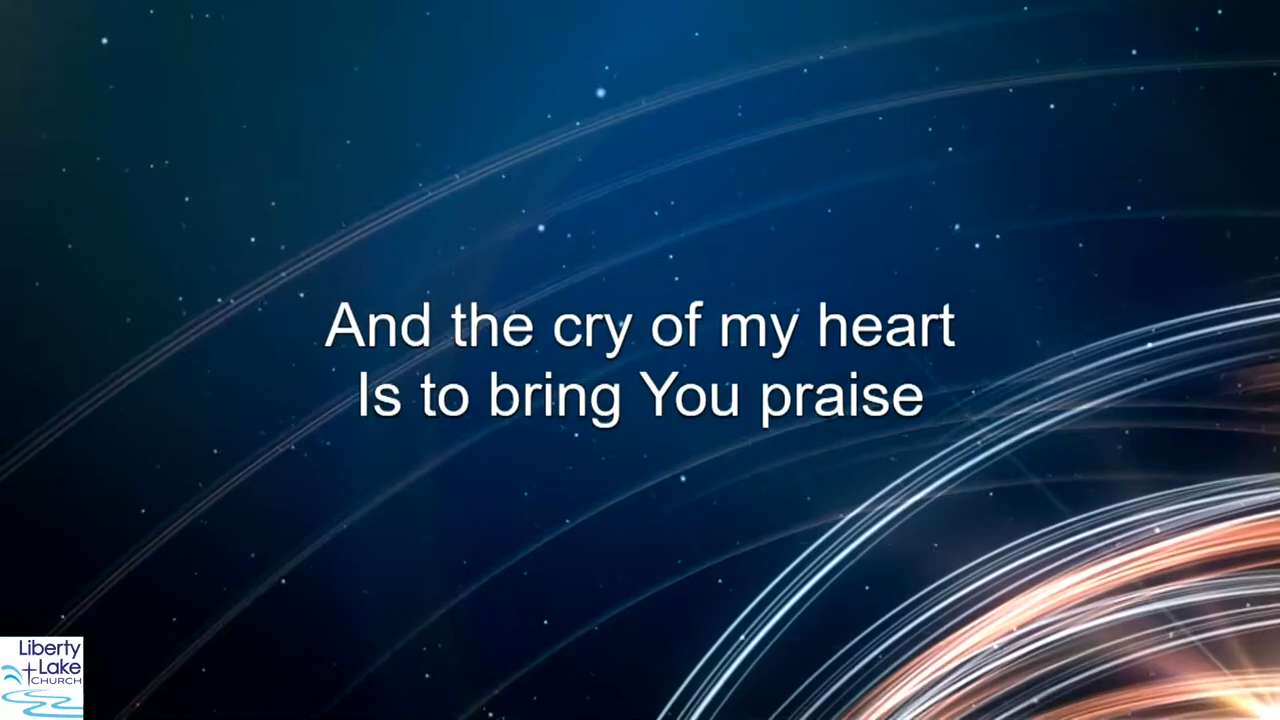 And the cry of my heart
Is to bring You praise
Liberty
Lake
CHURCH